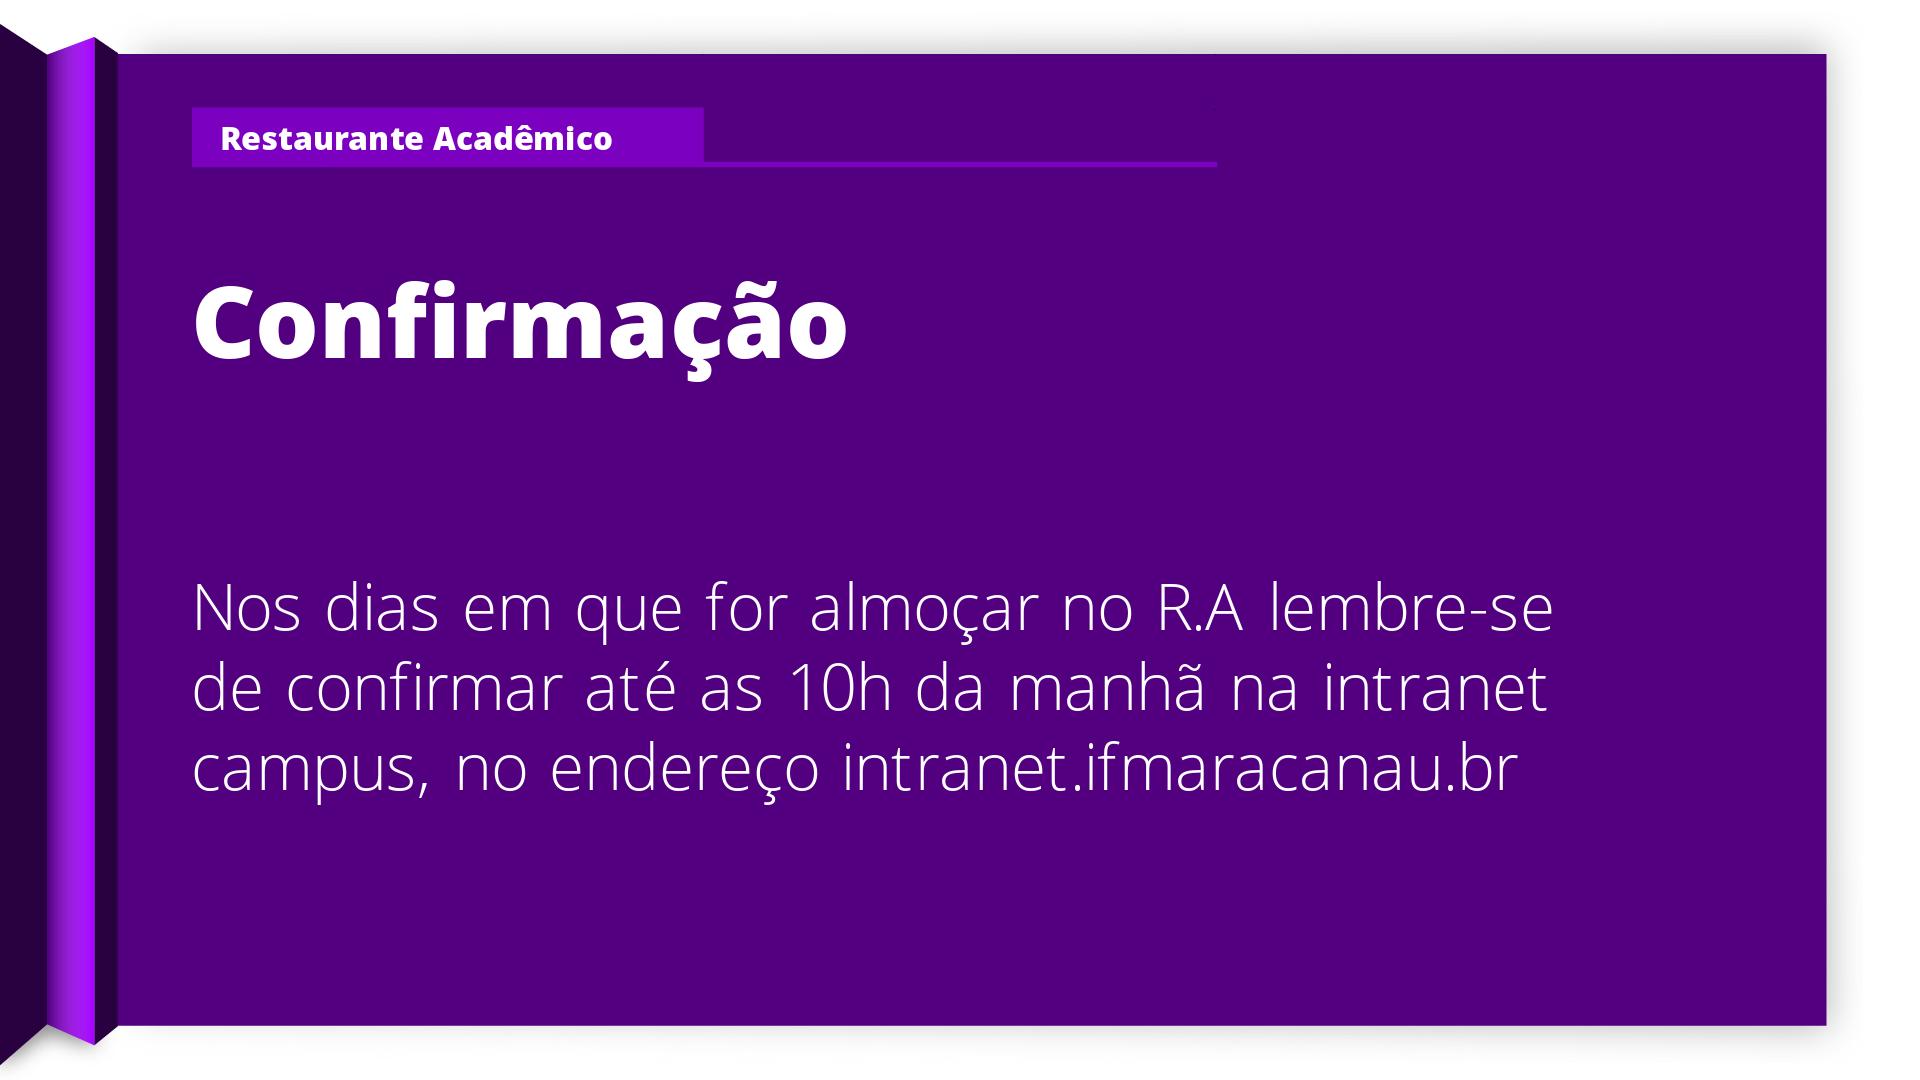 Restaurante Acadêmico
Confirmação
Nos dias em que for almoçar no R.A lembre-se
de confirmar até as 10h da manhã na intranet
campus, no endereço intranet.ifmaracanau.br